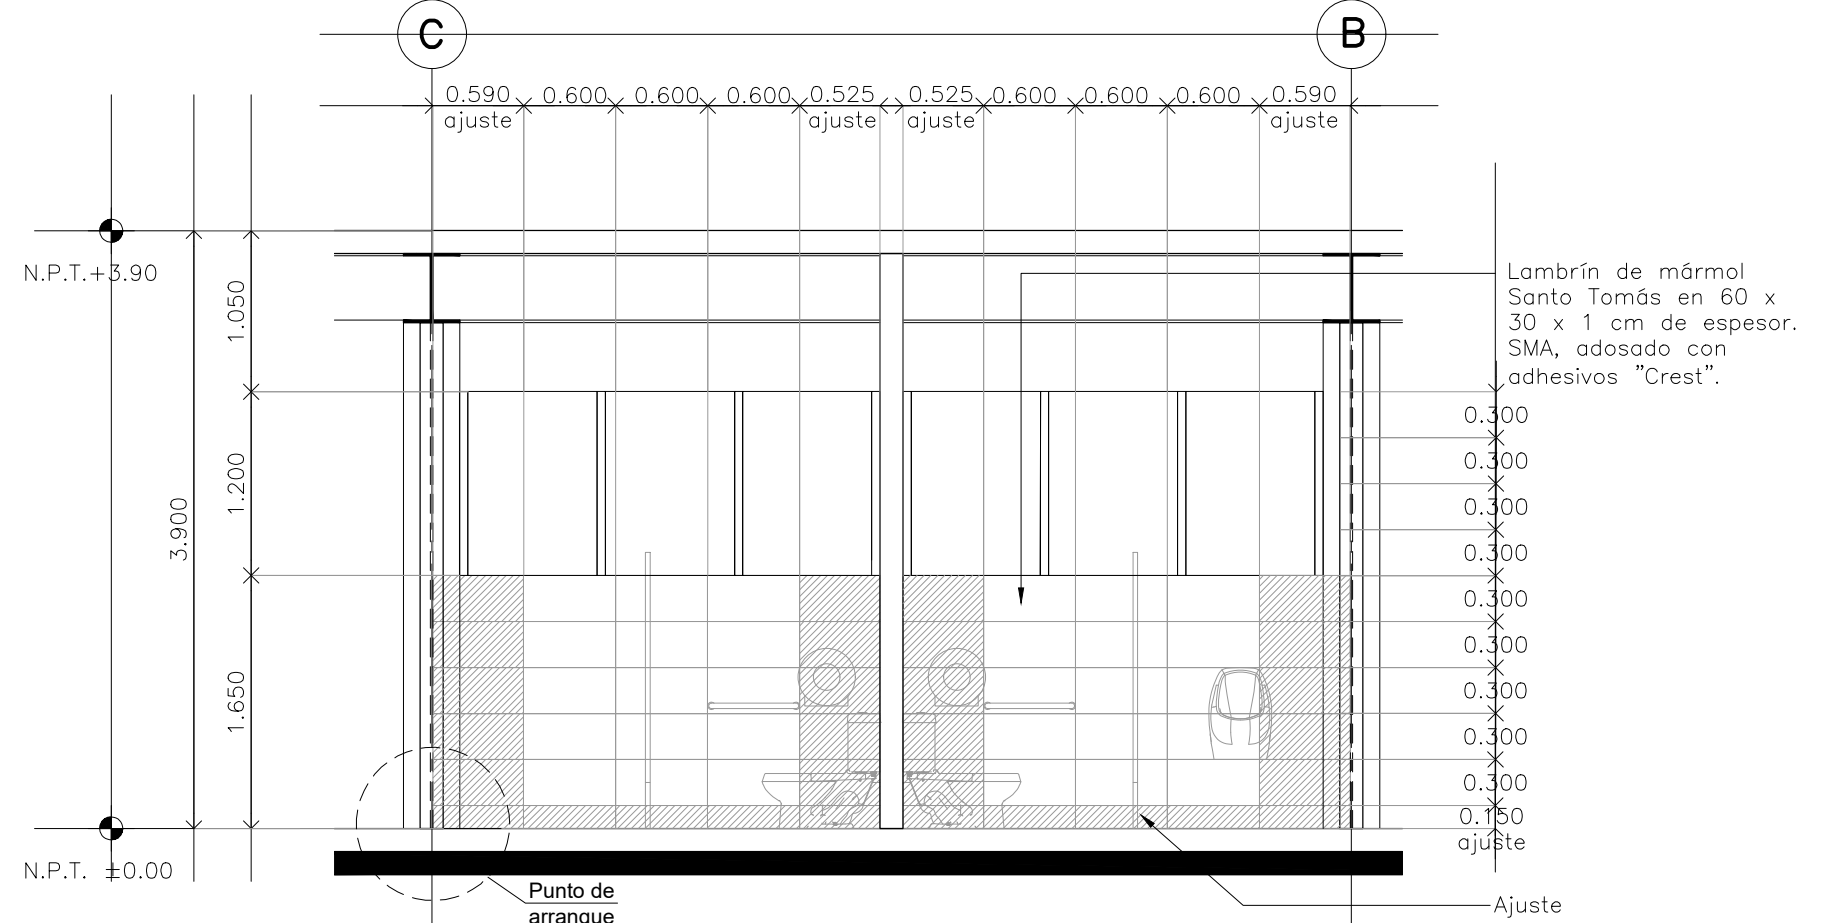 C B
0.590 0.600 0.600 0.600 0.525 0.525 0.600 0.600 0.600 0.590
ajuste ajuste ajuste ajuste
N.P.T.+3.90
1.050
1.200
3.900
1.650
N.P.T. ±0.00
Lambrín de mármol
Santo Tomás en 60 x
30 x 1 cm de espesor.
SMA, adosado con
adhesivos "Crest".
0.300
0.300
0.300
0.300
0.300
0.300
0.300
0.300
0.300
0.150
ajuste
Punto de
arranque
Ajuste